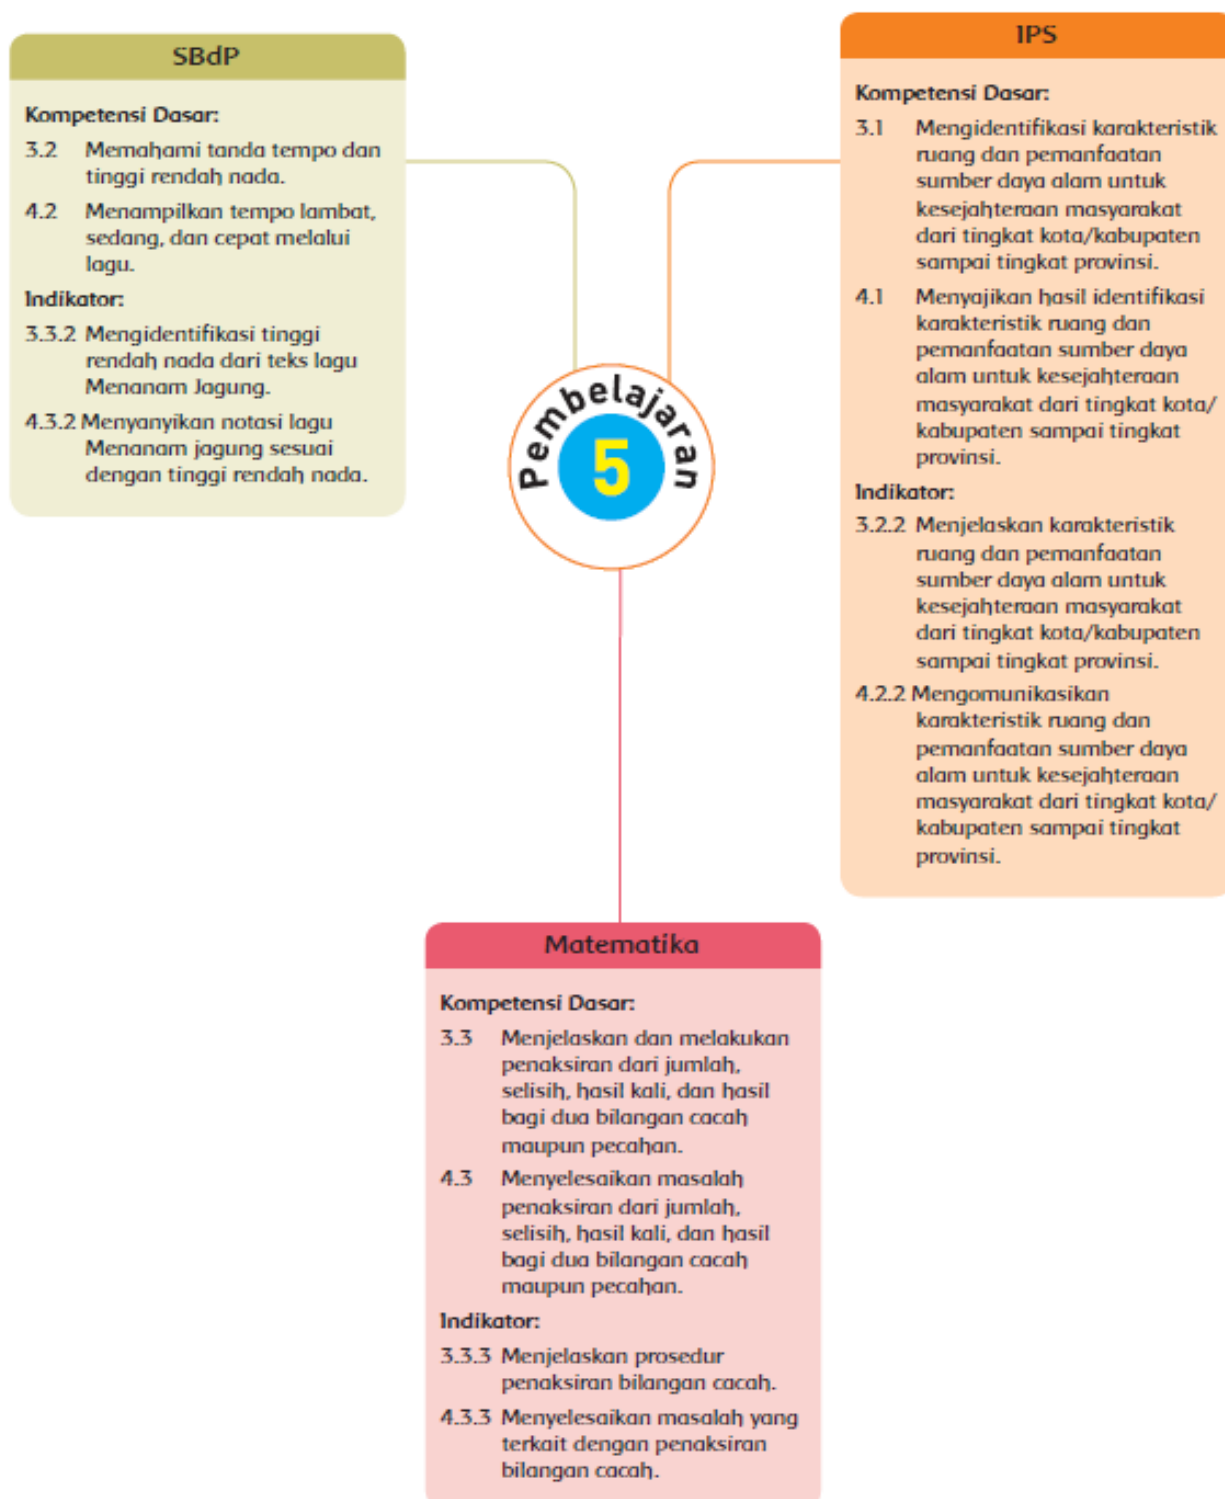 SBdP
Kompetensi Dasar:
3.2 Memahami tanda tempo dan
tinggi rendah nada.
4.2 Menampilkan tempo lambat,
sedang, dan cepat melalui
lagu.
Indikator:
3.3.2 Mengidentifikasi tinggi
rendah nada dari teks lagu
Menanam Jagung.
4.3.2 Menyanyikan notasi lagu
Menanam jagung sesuai
dengan tinggi rendah nada.
IPS
Kompetensi Dasar:
3.1 Mengidentifikasi karakteristik
ruang dan pemanfaatan
sumber daya alam untuk
kesejahteraan masyarakat
dari tingkat kota/kabupaten
sampai tingkat provinsi.
4.1 Menyajikan hasil identifikasi
karakteristik ruang dan
pemanfaatan sumber daya
alam untuk kesejahteraan
masyarakat dari tingkat kota/
kabupaten sampai tingkat
provinsi.
Indikator:
3.2.2 Menjelaskan karakteristik
ruang dan pemanfaatan
sumber daya alam untuk
kesejahteraan masyarakat
dari tingkat kota/kabupaten
sampai tingkat provinsi.
4.2.2 Mengomunikasikan
karakteristik ruang dan
pemanfaatan sumber daya
alam untuk kesejahteraan
masyarakat dari tingkat kota/
kabupaten sampai tingkat
provinsi.
Pembelajaran
5
Matematika
Kompetensi Dasar:
3.3 Menjelaskan dan melakukan
penaksiran dari jumlah,
selisih, hasil kali, dan hasil
bagi dua bilangan cacah
maupun pecahan.
4.3 Menyelesaikan masalah
penaksiran dari jumlah,
selisih, hasil kali, dan hasil
bagi dua bilangan cacah
maupun pecahan.
Indikator:
3.3.3 Menjelaskan prosedur
penaksiran bilangan cacah.
4.3.3 Menyelesaikan masalah yang
terkait dengan penaksiran
bilangan cacah.